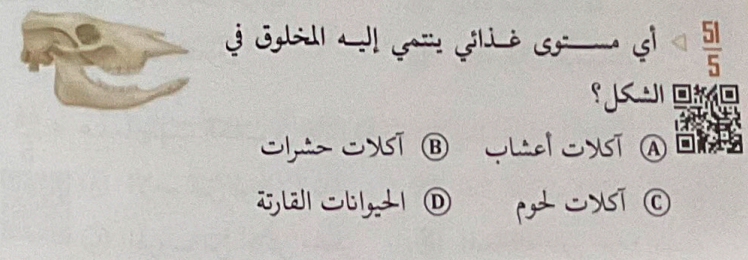 51/5 ◁ أي مستوى غذائي ينتمي إليه المخلوق في
الشكل؟
Ⓐ آكلات أعشاب Ⓑ آكلات حشرات
Ⓒ آكلات لحوم Ⓓ الحيوانات القارتة